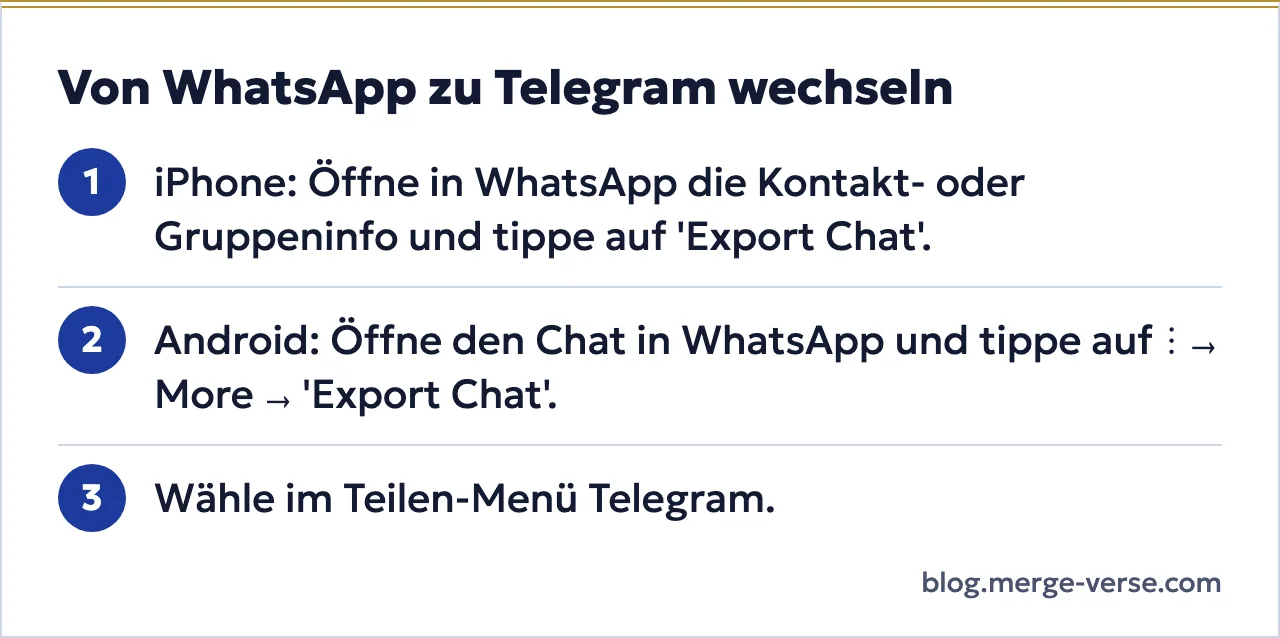 Von WhatsApp zu Telegram wechseln
1 iPhone: Öffne in WhatsApp die Kontakt- oder
Gruppeninfo und tippe auf 'Export Chat'.
2 Android: Öffne den Chat in WhatsApp und tippe auf ⋮ →
More → 'Export Chat'.
3 Wähle im Teilen-Menü Telegram.
blog.merge-verse.com